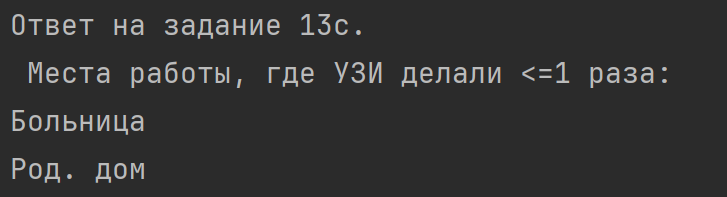 Ответ на задание 13с.
Места работы, где УЗИ делали <=1 раза:
Больница
Род. дом